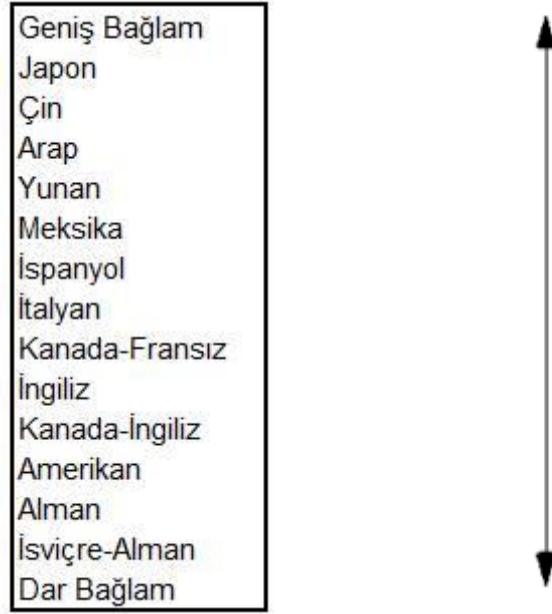 Geniş Bağlam
Japon
Çin
Arap
Yunan
Meksika
İspanyol
İtalyan
Kanada-Fransız
İngiliz
Kanada-İngiliz
Amerikan
Alman
İsviçre-Alman
Dar Bağlam